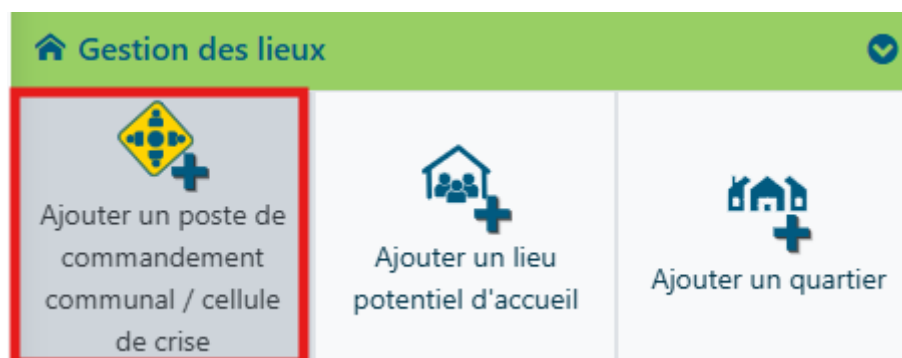 Gestion des lieux
Ajouter un poste de
commandement
communal / cellule
de crise
Ajouter un lieu
potentiel d'accueil
Ajouter un quartier